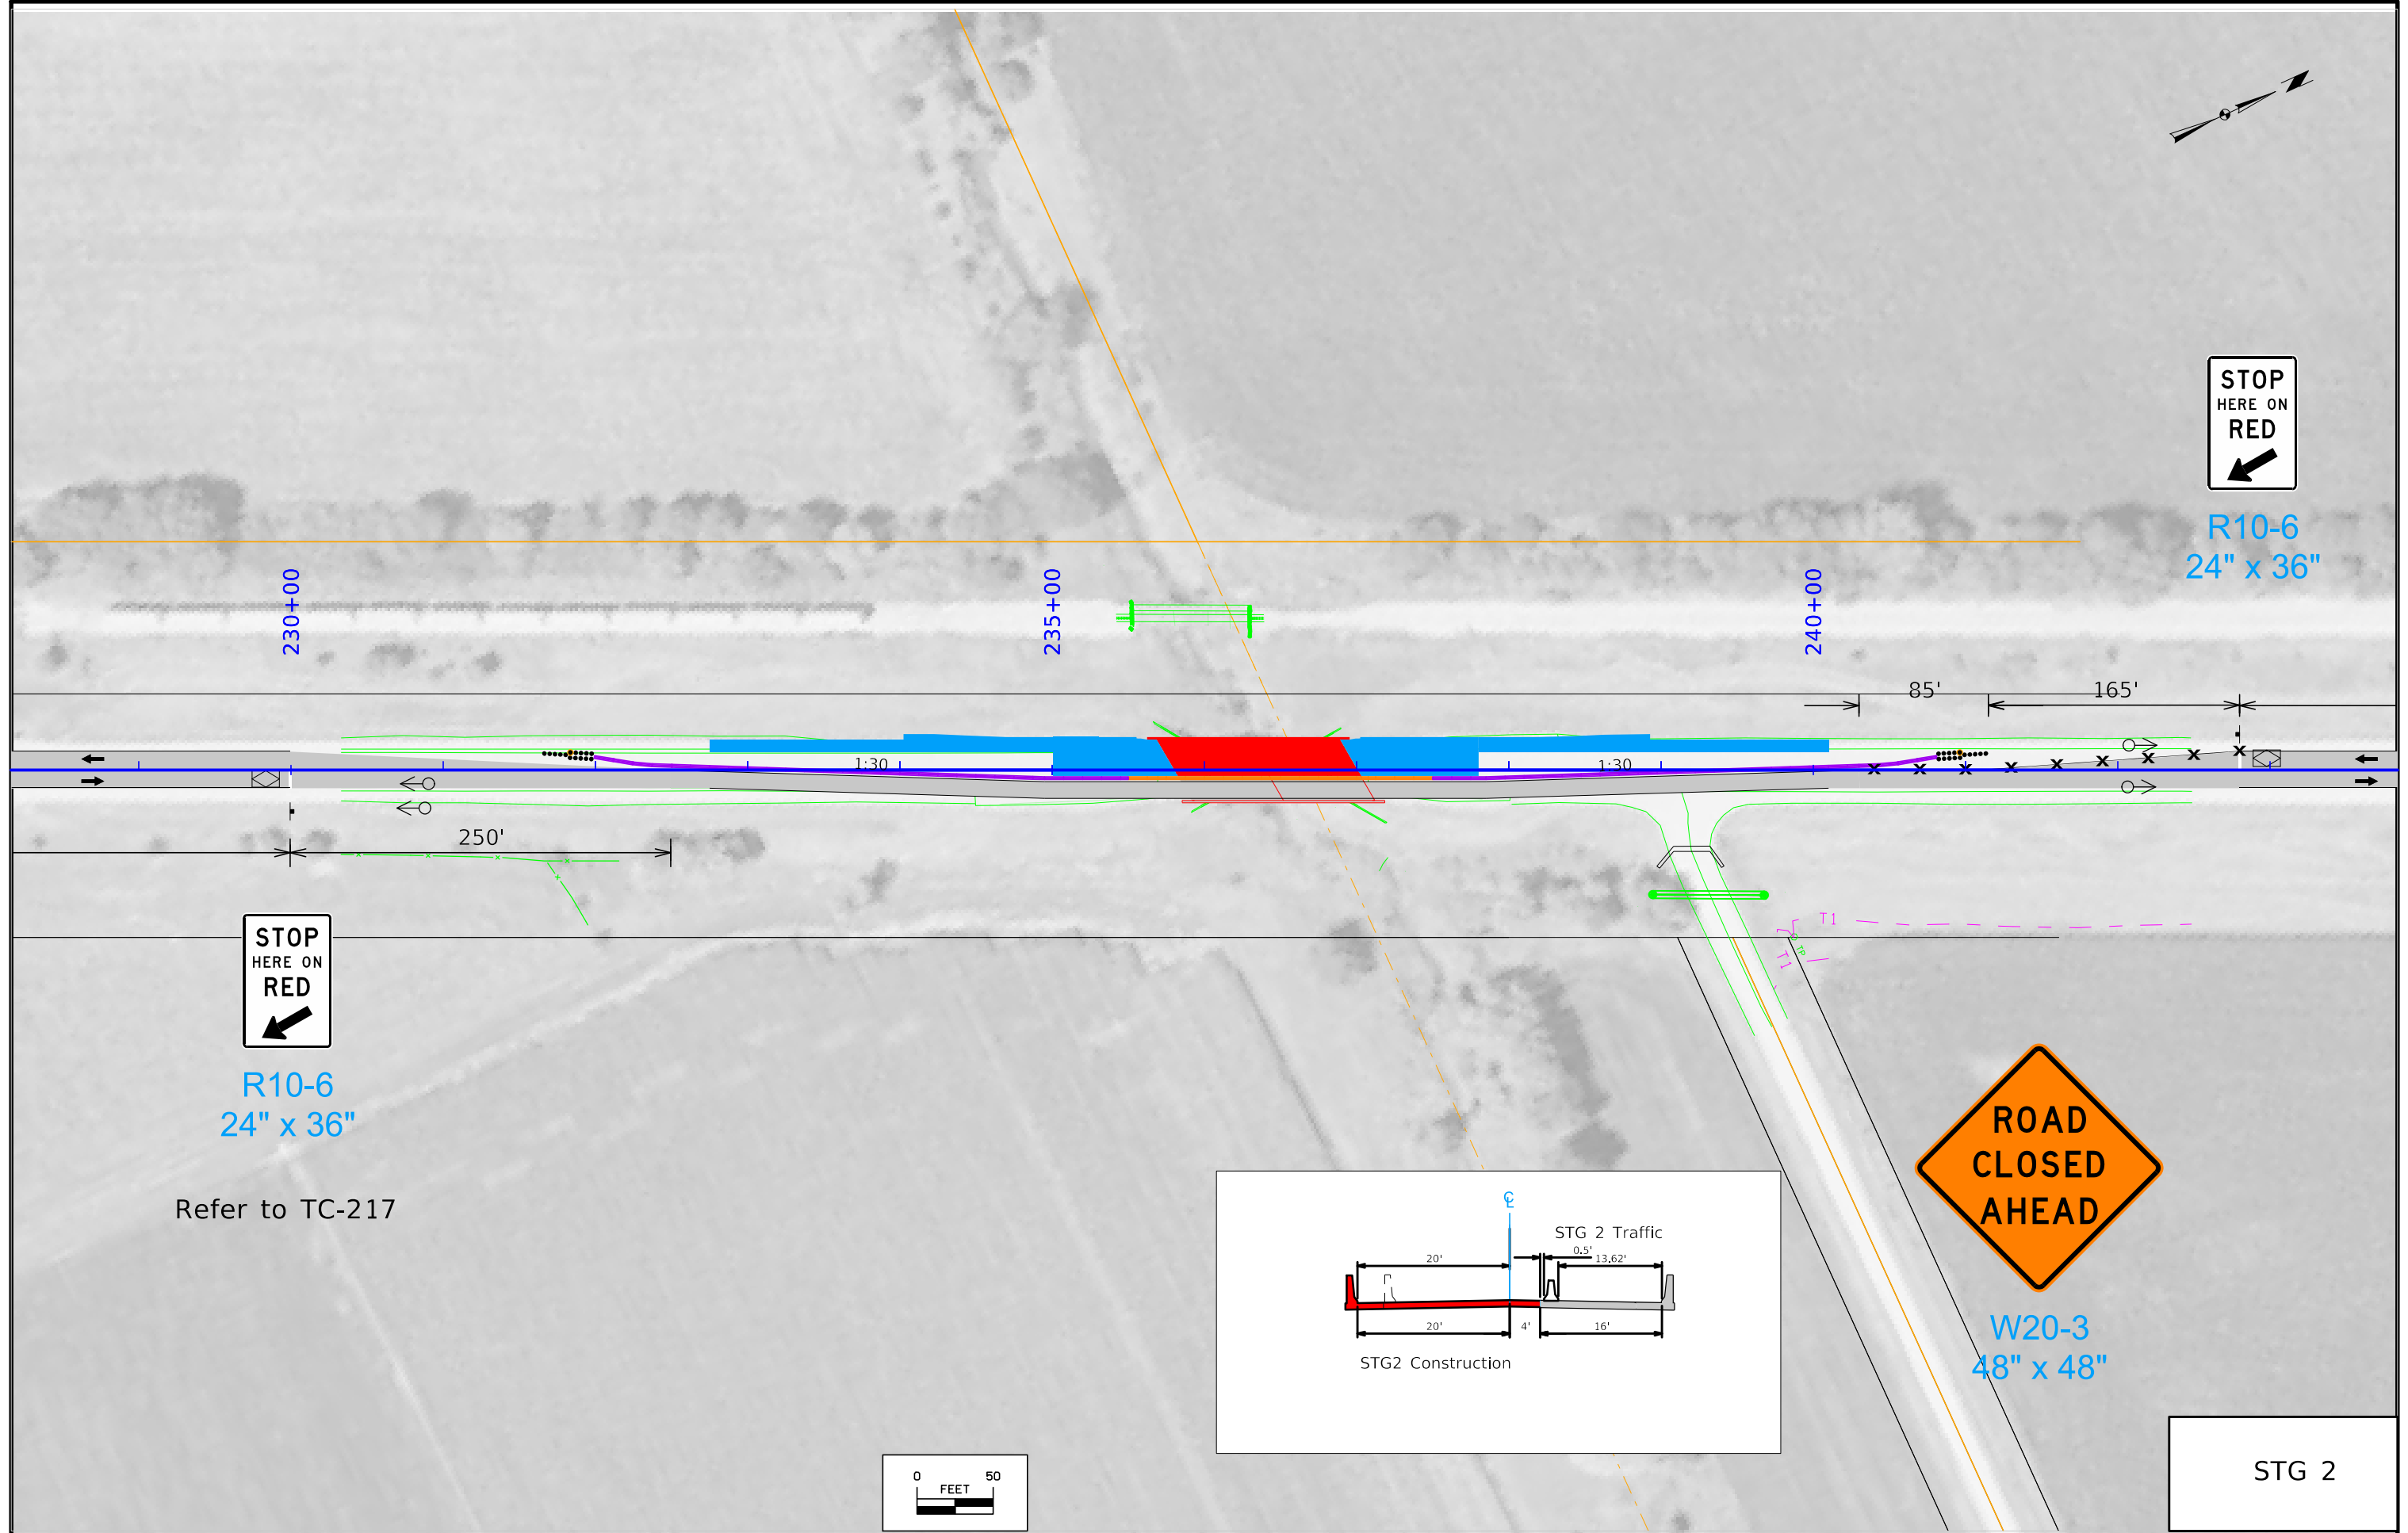 STOP
HERE ON
RED
R10-6
24" x 36"
230+00
235+00
240+00
85'
165'
1:30
1:30
250'
T1
TP
T1
STOP
HERE ON
RED
R10-6
24" x 36"
Refer to TC-217
ROAD
CLOSED
AHEAD
W20-3
48" x 48"
℄
STG 2 Traffic
0.5'
20'
13.62'
20'
4'
16'
STG2 Construction
0
50
FEET
STG 2